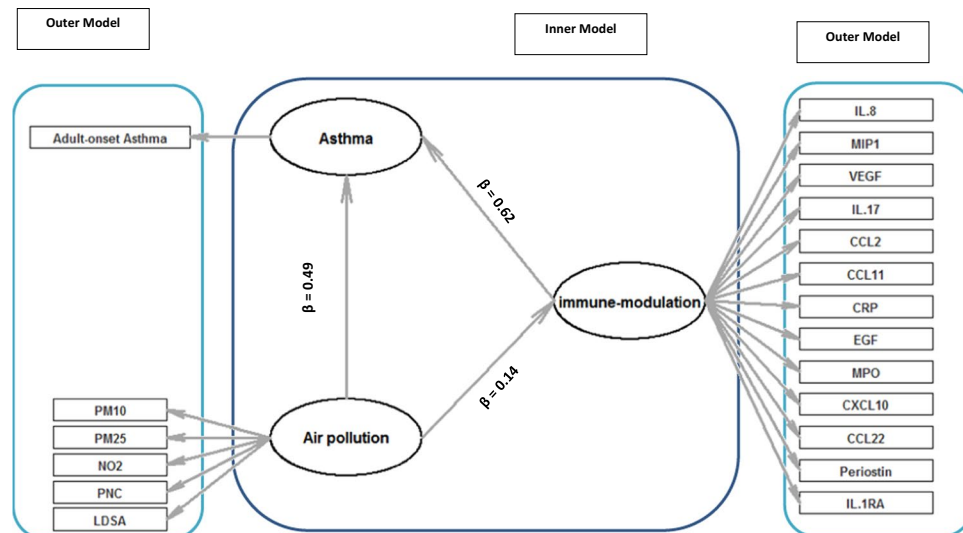 Outer Model
Inner Model
Outer Model
Adult-onset Asthma
Asthma
β = 0.62
β = 0.49
immune-modulation
β = 0.14
Air pollution
PM10
PM25
NO2
PNC
LDSA
IL.8
MIP1
VEGF
IL.17
CCL2
CCL11
CRP
EGF
MPO
CXCL10
CCL22
Periostin
IL.1RA